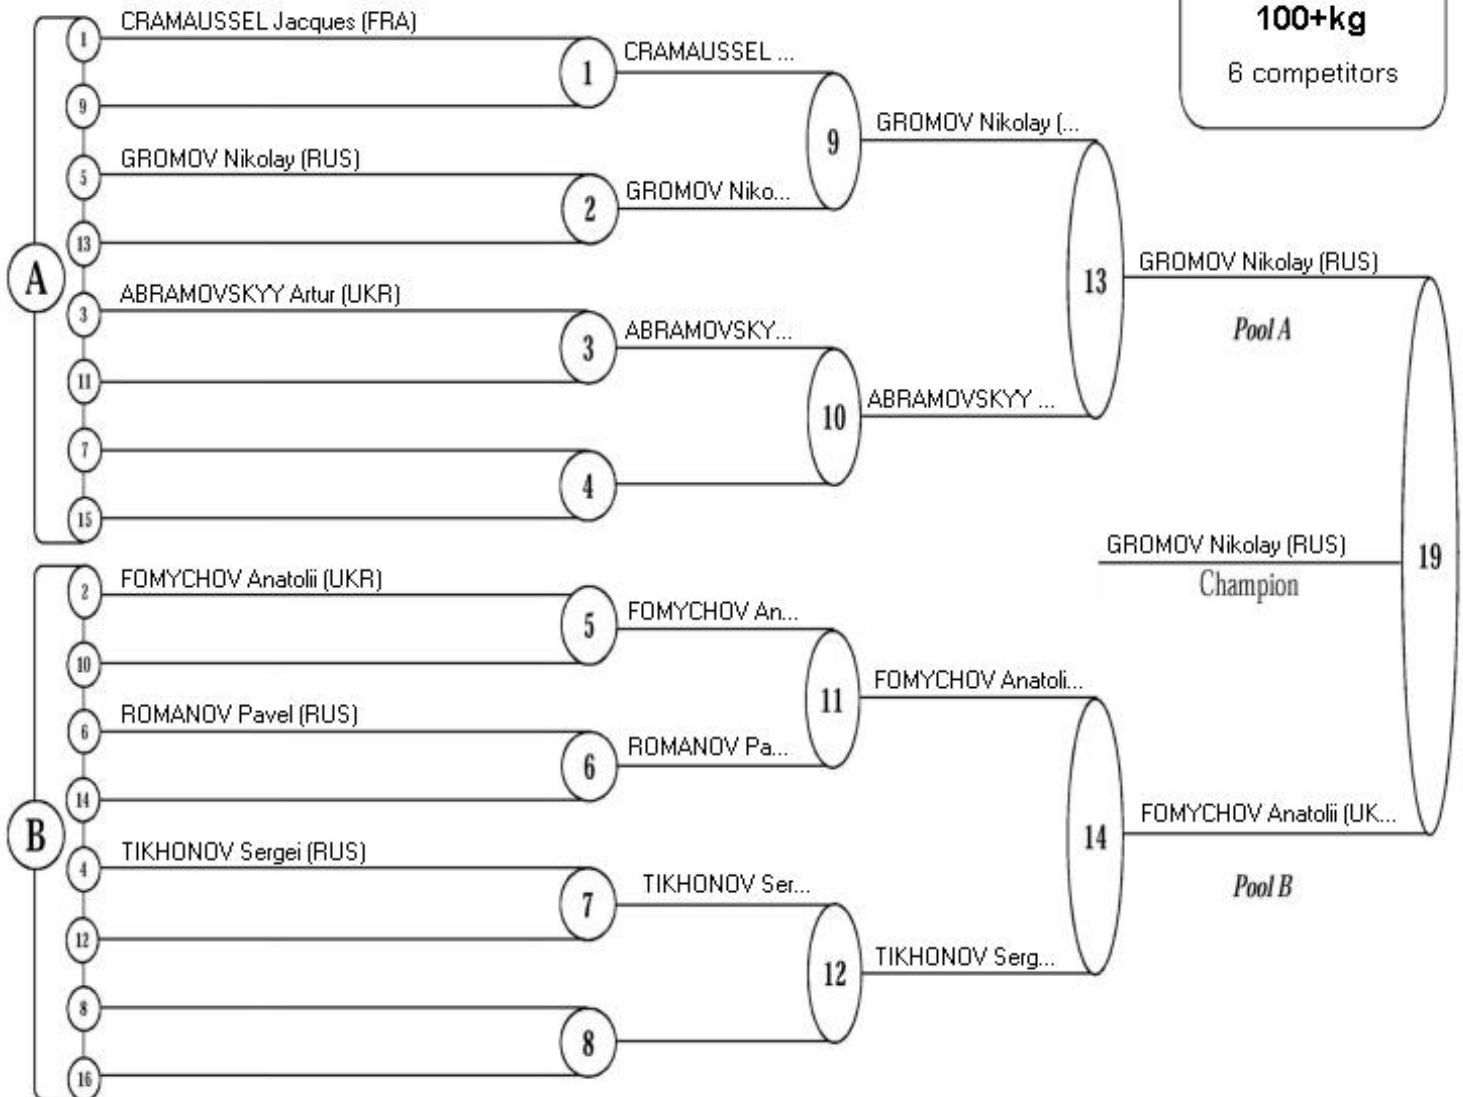 100+kg
6 competitors
CRAMAUSSEL Jacques (FRA)
1
9
1
CRAMAUSSEL ...
GROMOV Nikolay (RUS)
5
13
2
GROMOV Niko...
9
GROMOV Nikolay (...
A
ABRAMOVSKYY Artur (UKR)
3
11
3
ABRAMOVSKY...
7
15
4
10
ABRAMOVSKYY ...
13
GROMOV Nikolay (RUS)
Pool A
FOMYCHOV Anatolii (UKR)
2
10
5
FOMYCHOV An...
ROMANOV Pavel (RUS)
6
14
6
ROMANOV Pa...
11
FOMYCHOV Anatoli...
B
TIKHONOV Sergei (RUS)
4
12
7
TIKHONOV Ser...
8
16
8
12
TIKHONOV Serg...
14
FOMYCHOV Anatolii (UK...
Pool B
GROMOV Nikolay (RUS)
Champion
19